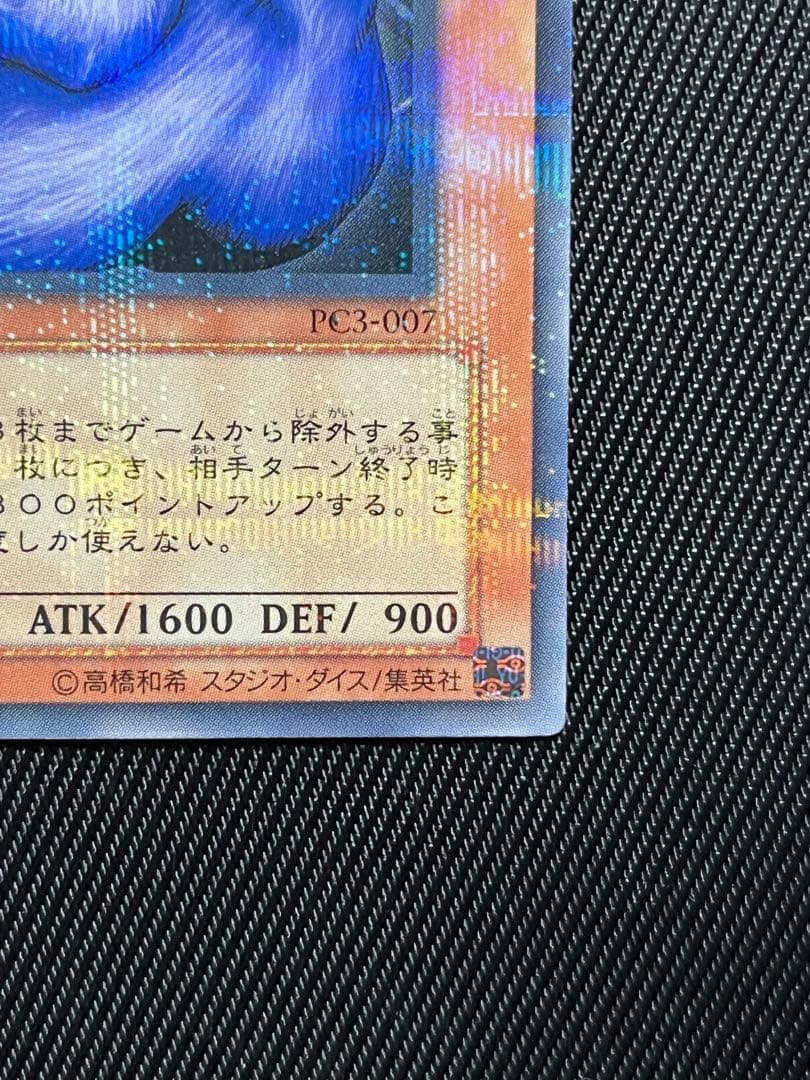 PC3-007
3枚までゲームから除外する事
枚につき、相手ターン終了時
300ポイントアップする。こ
度しか使えない。
ATK/1600 DEF/ 900
©高橋和希 スタジオ・ダイス/集英社